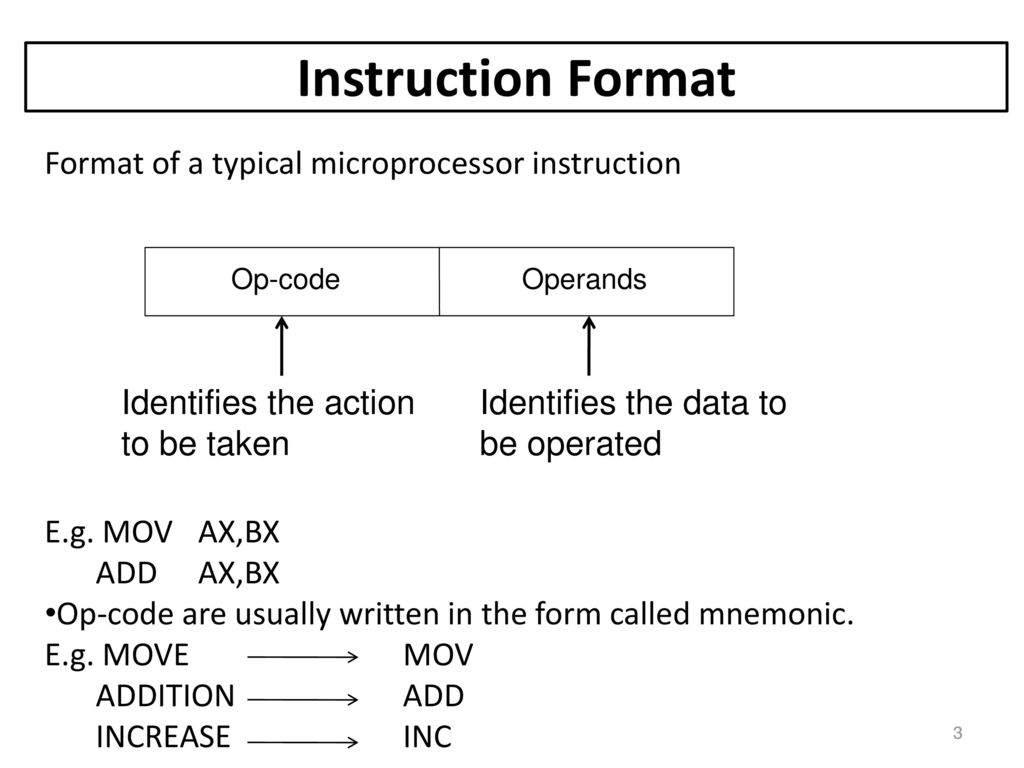 Instruction Format
Format of a typical microprocessor instruction
Op-code Operands
Identifies the action
to be taken
Identifies the data to
be operated
E.g. MOV AX,BX
ADD AX,BX
•Op-code are usually written in the form called mnemonic.
E.g. MOVE MOV
ADDITION ADD
INCREASE INC
3